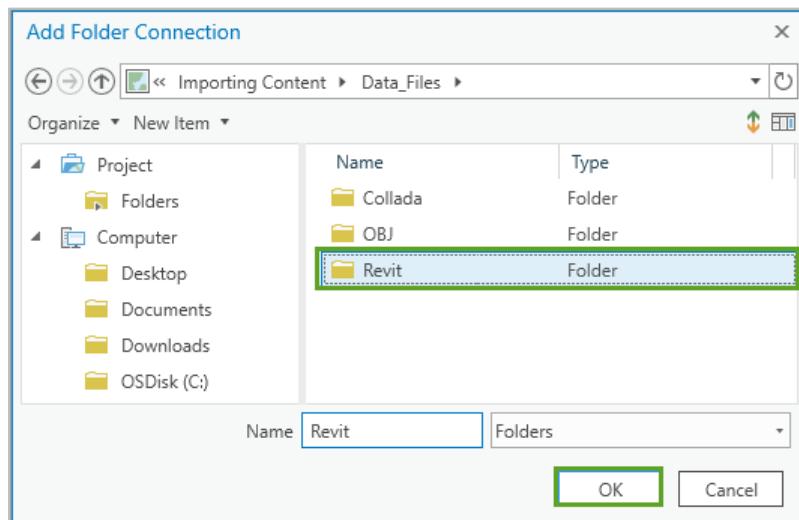 Add Folder Connection
« Importing Content Data_Files
Organize New Item
Name Type
Project
Folders
Computer
Desktop
Documents
Downloads
OSDisk (C:)
Collada Folder
OBJ Folder
Revit Folder
Name Revit Folders
OK Cancel